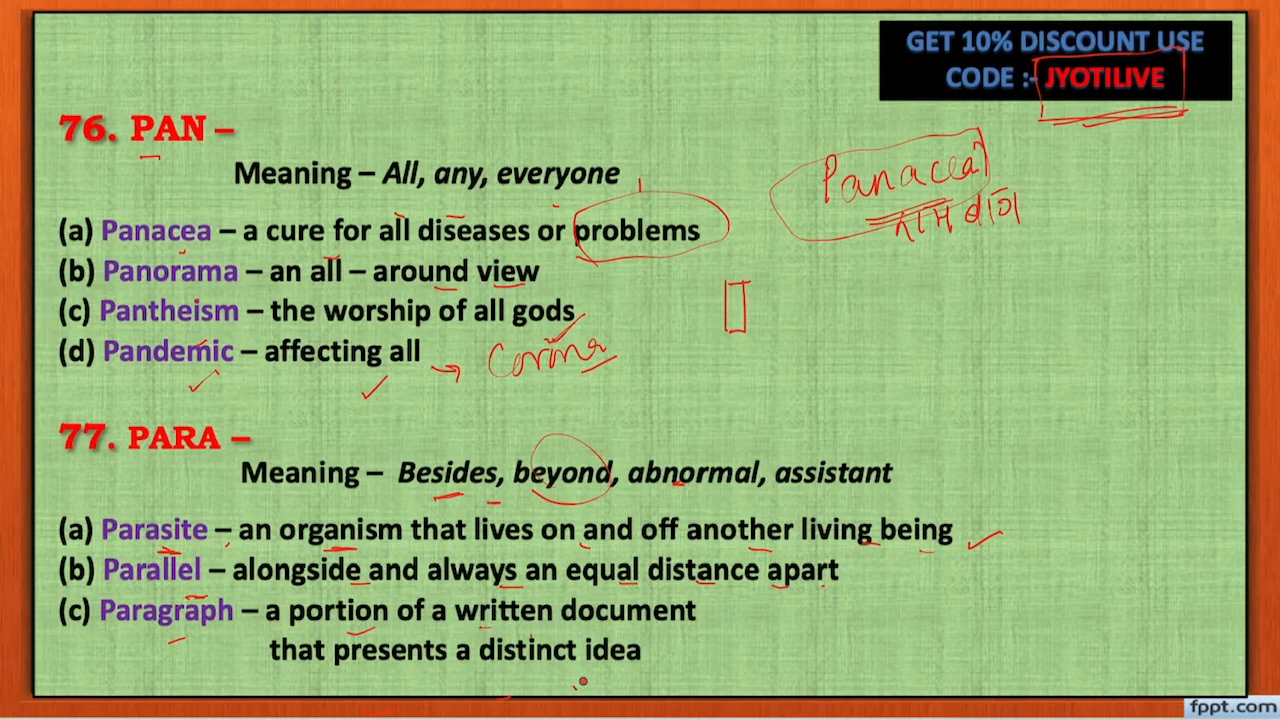 GET 10% DISCOUNT USE
CODE :- JYOTILIVE
76. PAN –
Meaning – All, any, everyone
Panacea
रामबाण
(a) Panacea – a cure for all diseases or problems
(b) Panorama – an all – around view
(c) Pantheism – the worship of all gods
(d) Pandemic – affecting all → Corona
77. PARA –
Meaning – Besides, beyond, abnormal, assistant
(a) Parasite – an organism that lives on and off another living being
(b) Parallel – alongside and always an equal distance apart
(c) Paragraph – a portion of a written document
that presents a distinct idea
fppt.com